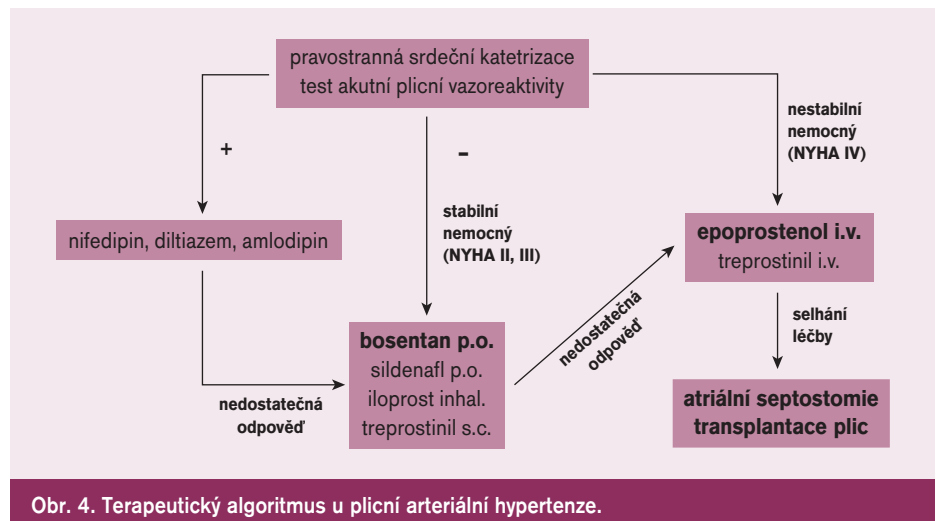 pravostranná srdeční katetrizace
test akutní plicní vazoreaktivity
+
–
nestabilní
nemocný
(NYHA IV)
stabilní
nemocný
(NYHA II, III)
nifedipin, diltiazem, amlodipin
epoprostenol i.v.
treprostinil i.v.
nedostatečná
odpověď
bosentan p.o.
sildenafl p.o.
iloprost inhal.
treprostinil s.c.
nedostatečná
odpověď
selhání
léčby
atriální septostomie
transplantace plic
Obr. 4. Terapeutický algoritmus u plicní arteriální hypertenze.